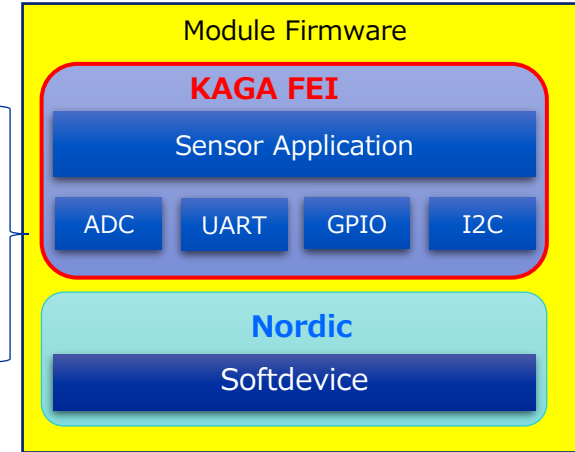 Module Firmware
KAGA FEI
Sensor Application
ADC UART GPIO I2C
Nordic
Softdevice